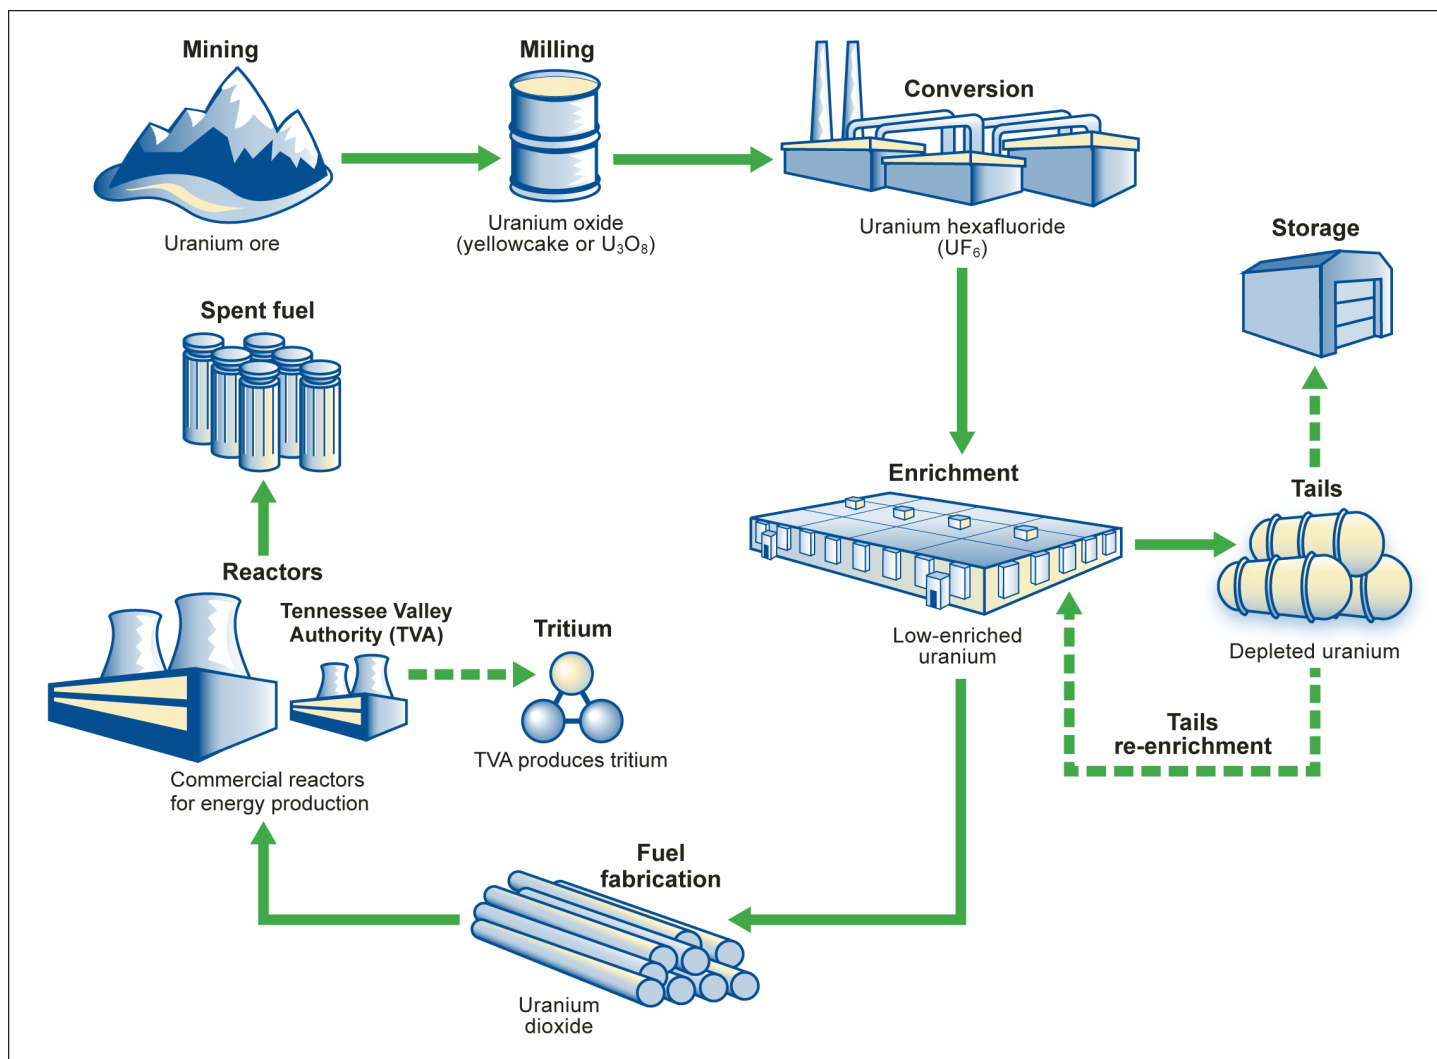 Mining
Uranium ore
Milling
Uranium oxide
(yellowcake or U₃O₈)
Conversion
Uranium hexafluoride
(UF₆)
Storage
Spent fuel
Enrichment
Low-enriched
uranium
Tails
Depleted uranium
Tails
re-enrichment
Reactors
Tennessee Valley
Authority (TVA)
Tritium
TVA produces tritium
Commercial reactors
for energy production
Fuel
fabrication
Uranium
dioxide